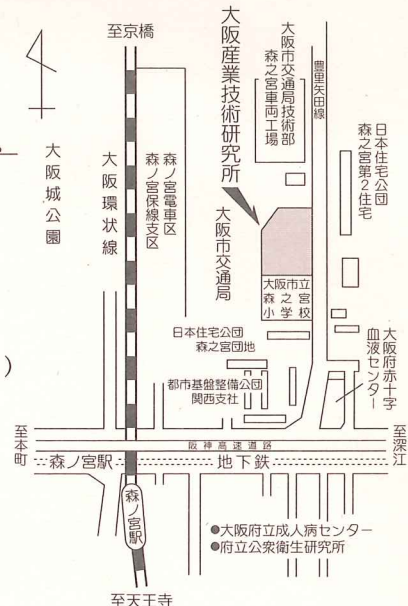 至京橋
大阪産業技術研究所
大阪市交通局技術部
森之宮車両工場
豊里矢田線
日本住宅公団
森之宮第2住宅
大阪城公園
大阪環状線
森ノ宮電車区
森ノ宮保線支区
大阪市交通局
大阪市立
森之宮
小学校
日本住宅公団
森之宮団地
大阪府赤十字
血液センター
都市基盤整備公団
関西支社
)
至本町
阪神高速道路
至深江
森ノ宮駅
地下鉄
森ノ宮駅
●大阪府立成人病センター
●府立公衆衛生研究所
至天王寺